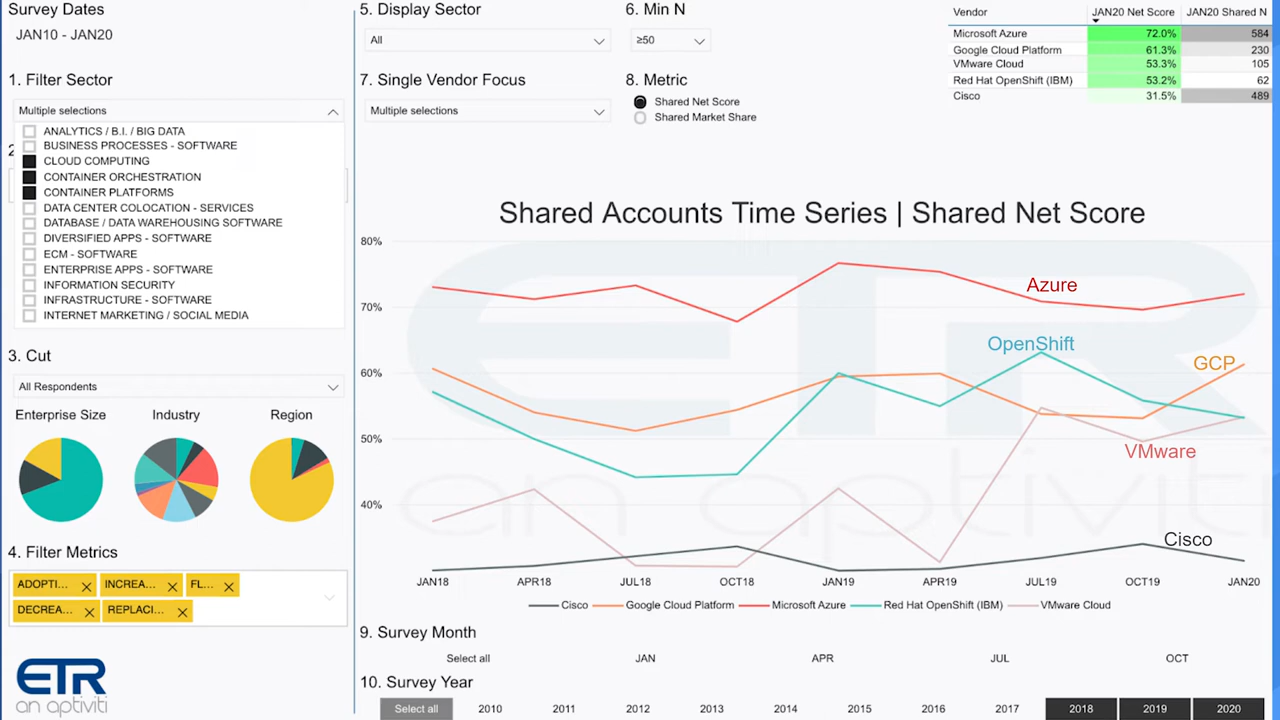 Survey Dates
JAN10 - JAN20
1. Filter Sector
Multiple selections
ANALYTICS / B.I. / BIG DATA
BUSINESS PROCESSES - SOFTWARE
2
CLOUD COMPUTING
CONTAINER ORCHESTRATION
CONTAINER PLATFORMS
DATA CENTER COLOCATION - SERVICES
DATABASE / DATA WAREHOUSING SOFTWARE
DIVERSIFIED APPS - SOFTWARE
ECM - SOFTWARE
ENTERPRISE APPS - SOFTWARE
INFORMATION SECURITY
INFRASTRUCTURE - SOFTWARE
INTERNET MARKETING / SOCIAL MEDIA
3. Cut
All Respondents
Enterprise Size Industry Region
4. Filter Metrics
ADOPTI... INCREA... FL...
DECREA... REPLACI...
ETR
an aptiviti
5. Display Sector
All
6. Min N
≥50
7. Single Vendor Focus
Multiple selections
8. Metric
Shared Net Score
Shared Market Share
Vendor JAN20 Net Score JAN20 Shared N
Microsoft Azure 72.0% 584
Google Cloud Platform 61.3% 230
VMware Cloud 53.3% 105
Red Hat OpenShift (IBM) 53.2% 62
Cisco 31.5% 489
Shared Accounts Time Series | Shared Net Score
80%
Azure
70%
OpenShift
GCP
60%
50%
VMware
ETR
an aptiviti
40%
Cisco
JAN18 APR18 JUL18 OCT18 JAN19 APR19 JUL19 OCT19 JAN20
Cisco Google Cloud Platform Microsoft Azure Red Hat OpenShift (IBM) VMware Cloud
9. Survey Month
Select all JAN APR JUL OCT
10. Survey Year
Select all 2010 2011 2012 2013 2014 2015 2016 2017 2018 2019 2020